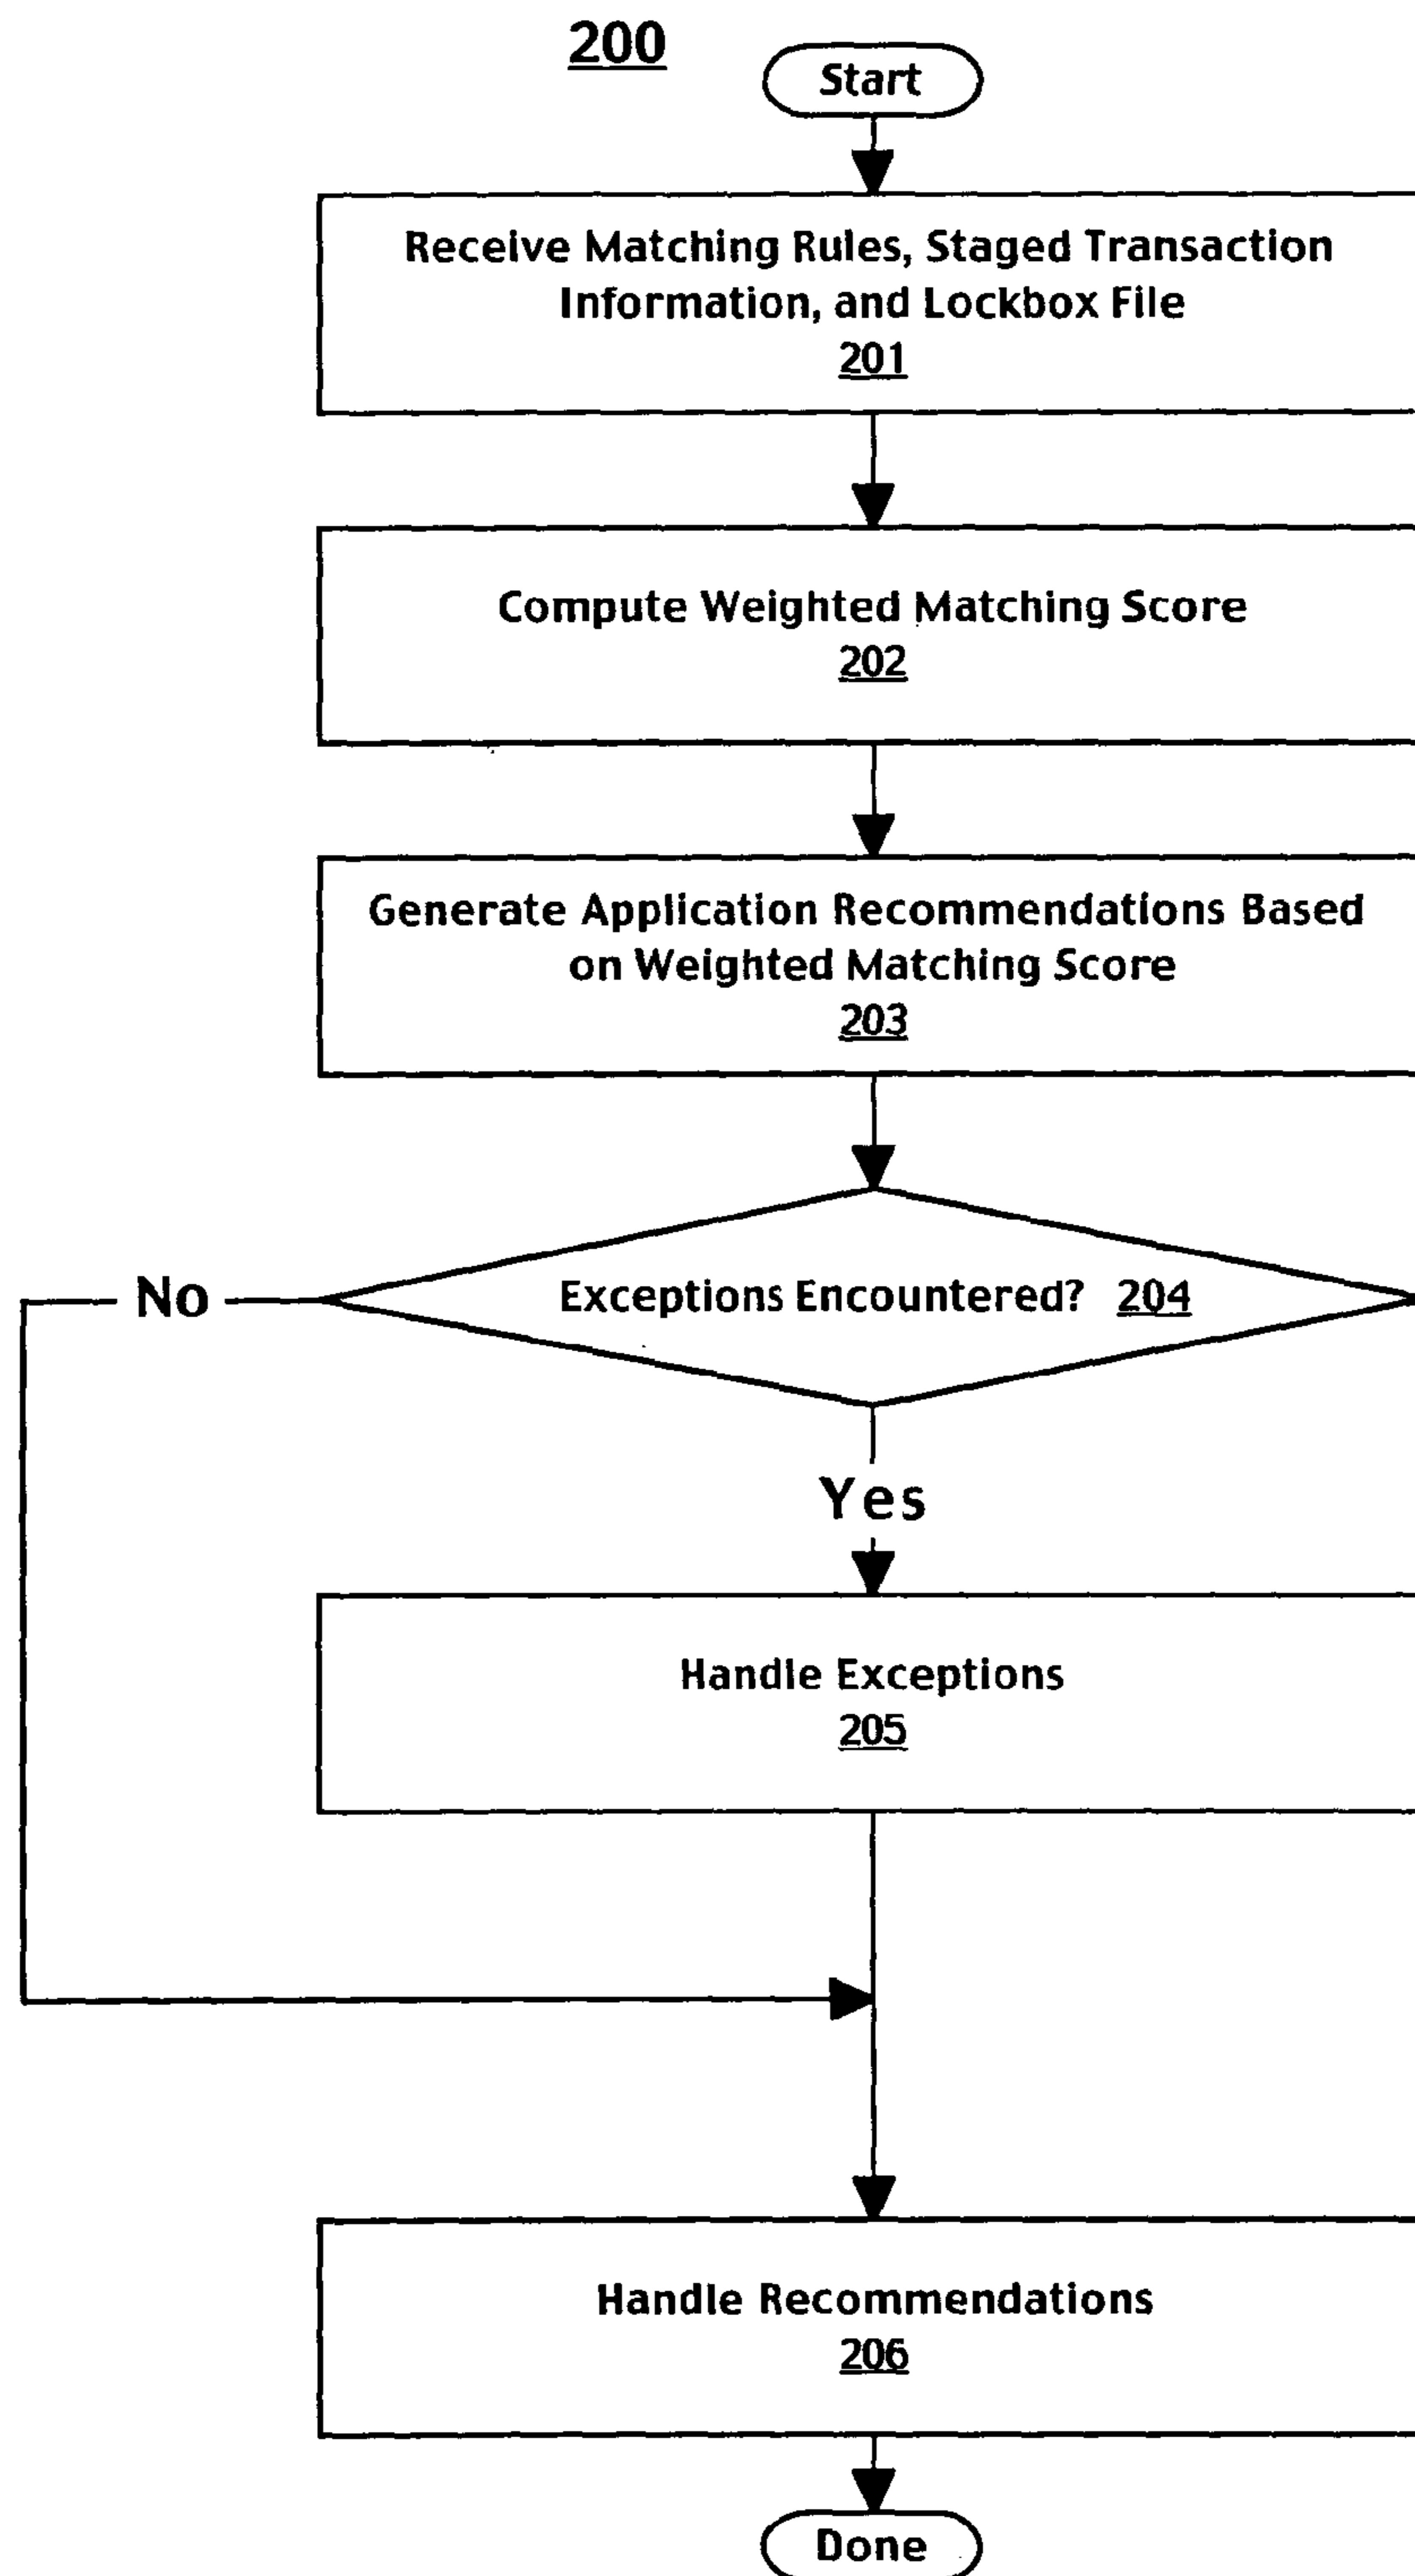 200
Start
Receive Matching Rules, Staged Transaction
Information, and Lockbox File
201
Compute Weighted Matching Score
202
Generate Application Recommendations Based
on Weighted Matching Score
203
No
Exceptions Encountered? 204
Yes
Handle Exceptions
205
Handle Recommendations
206
Done